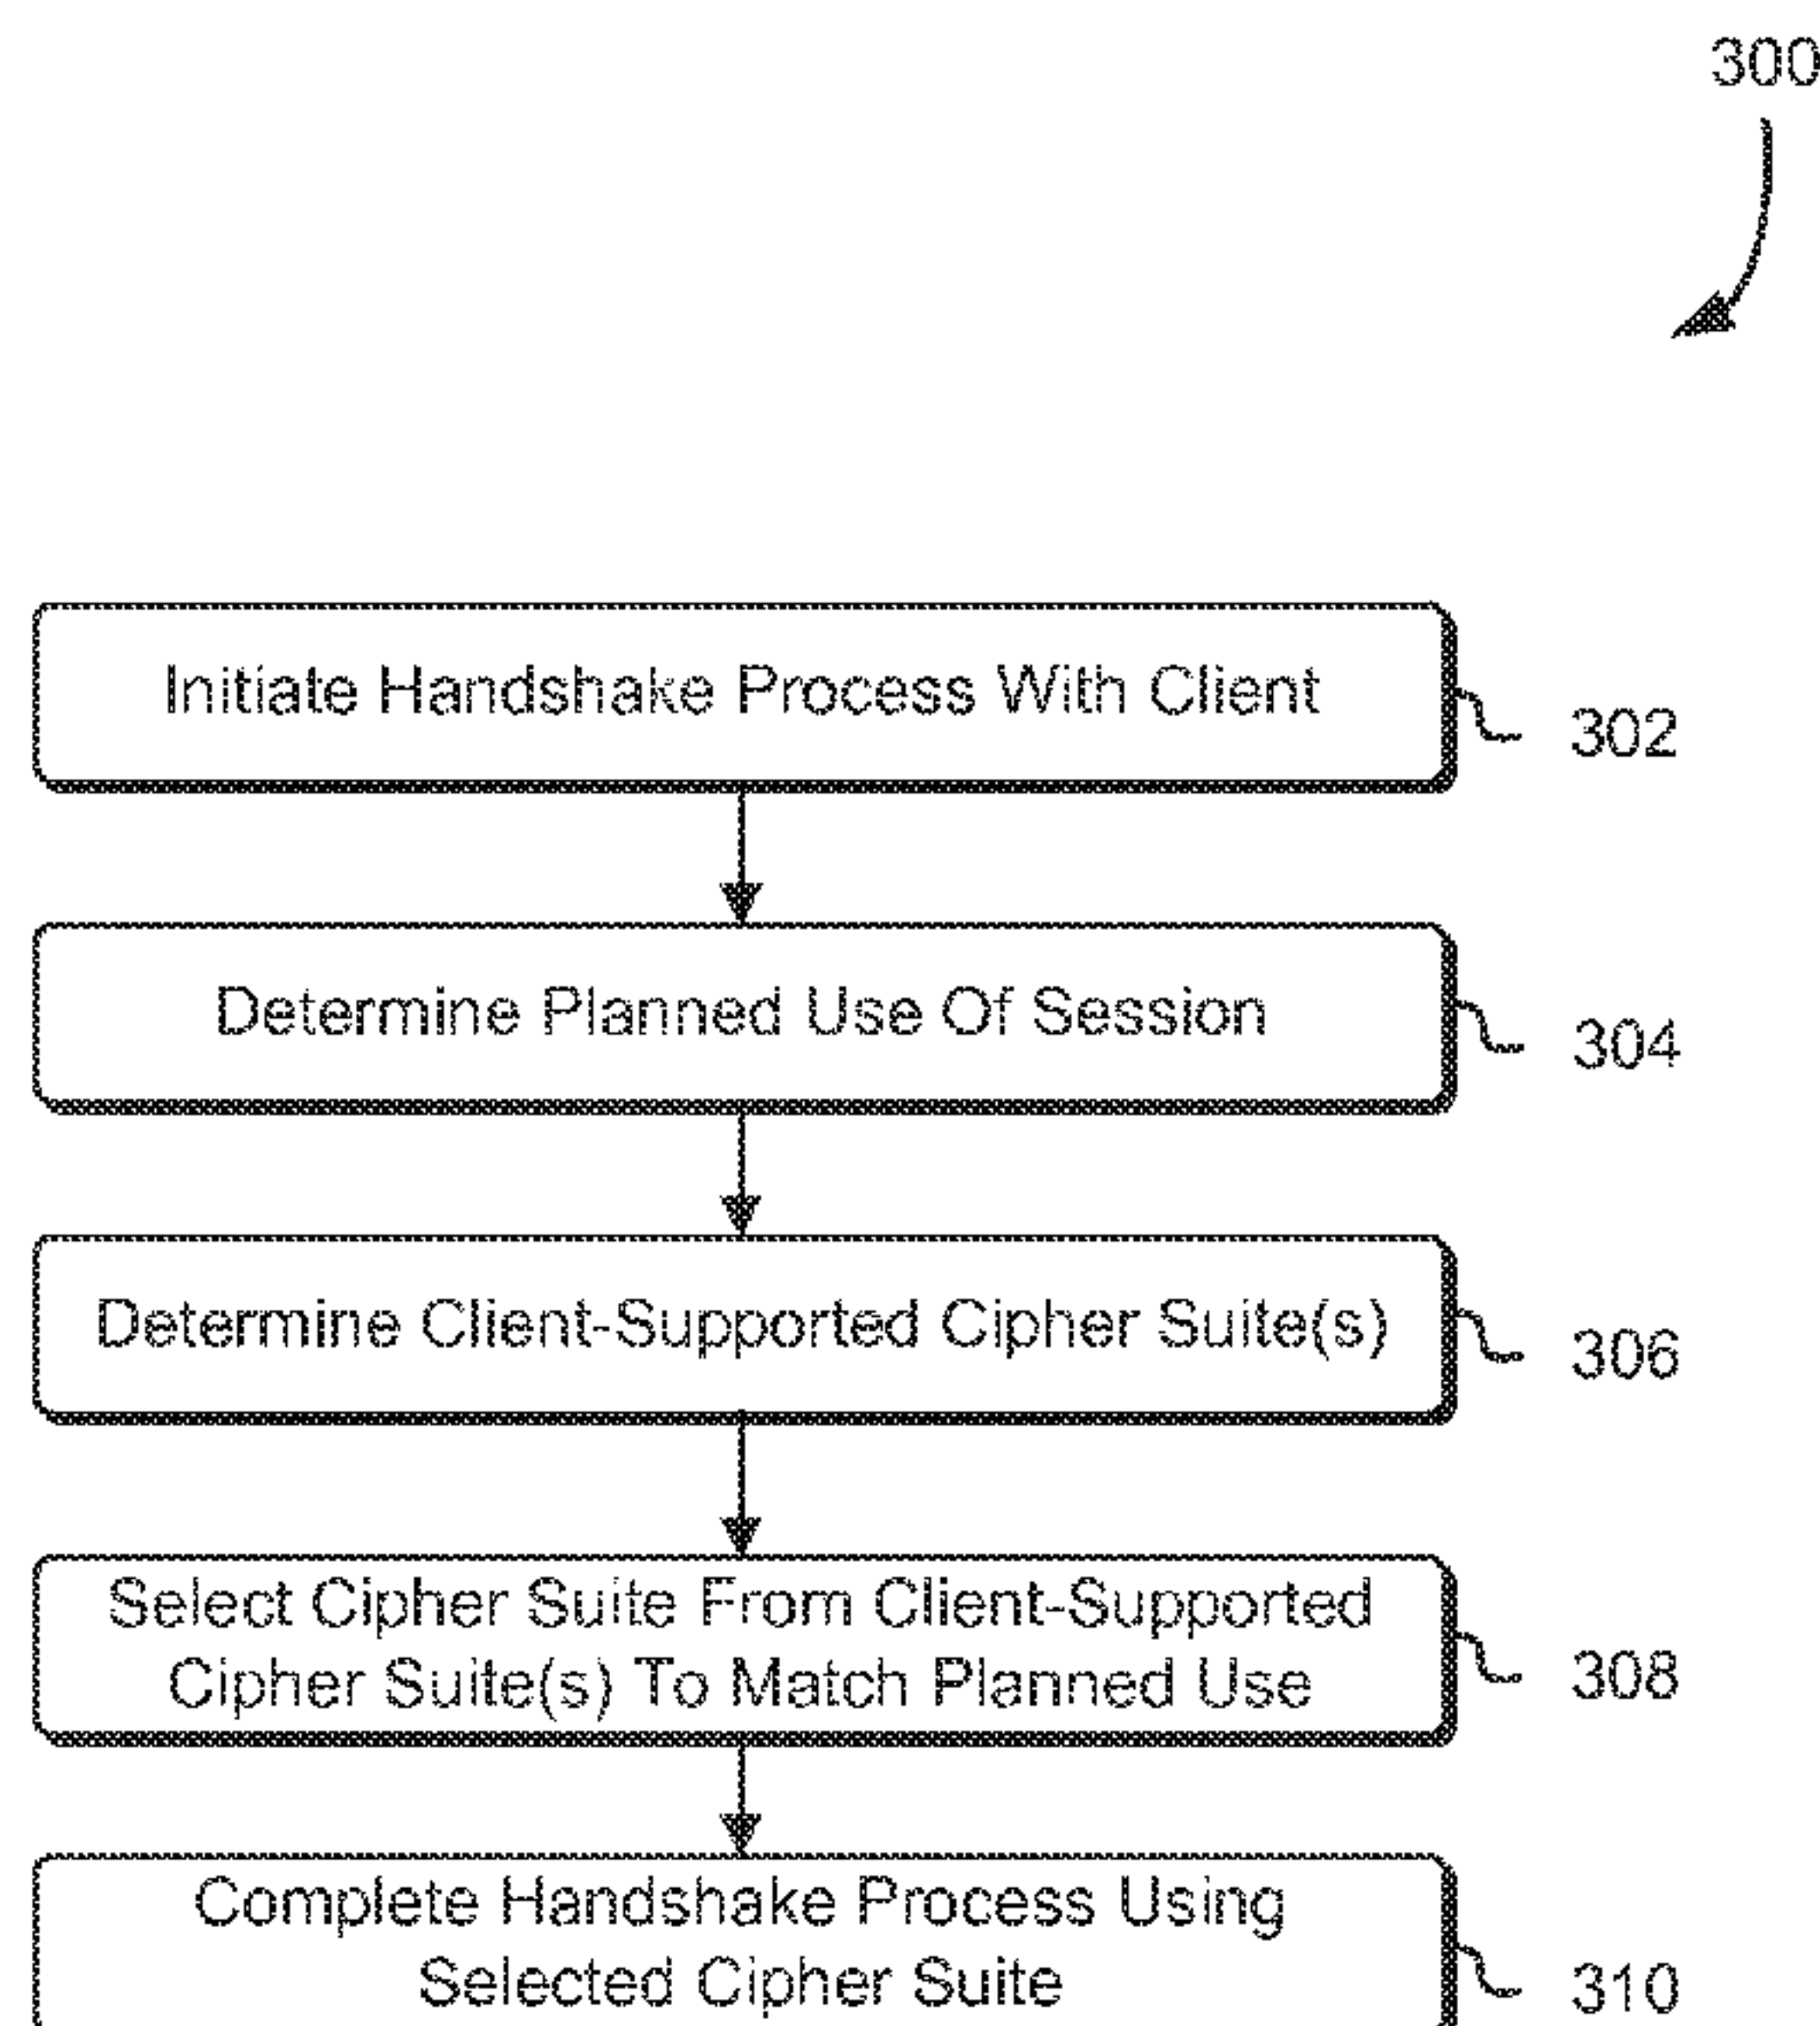 300
Initiate Handshake Process With Client
302
Determine Planned Use Of Session
304
Determine Client-Supported Cipher Suite(s)
306
Select Cipher Suite From Client-Supported
Cipher Suite(s) To Match Planned Use
308
Complete Handshake Process Using
Selected Cipher Suite
310